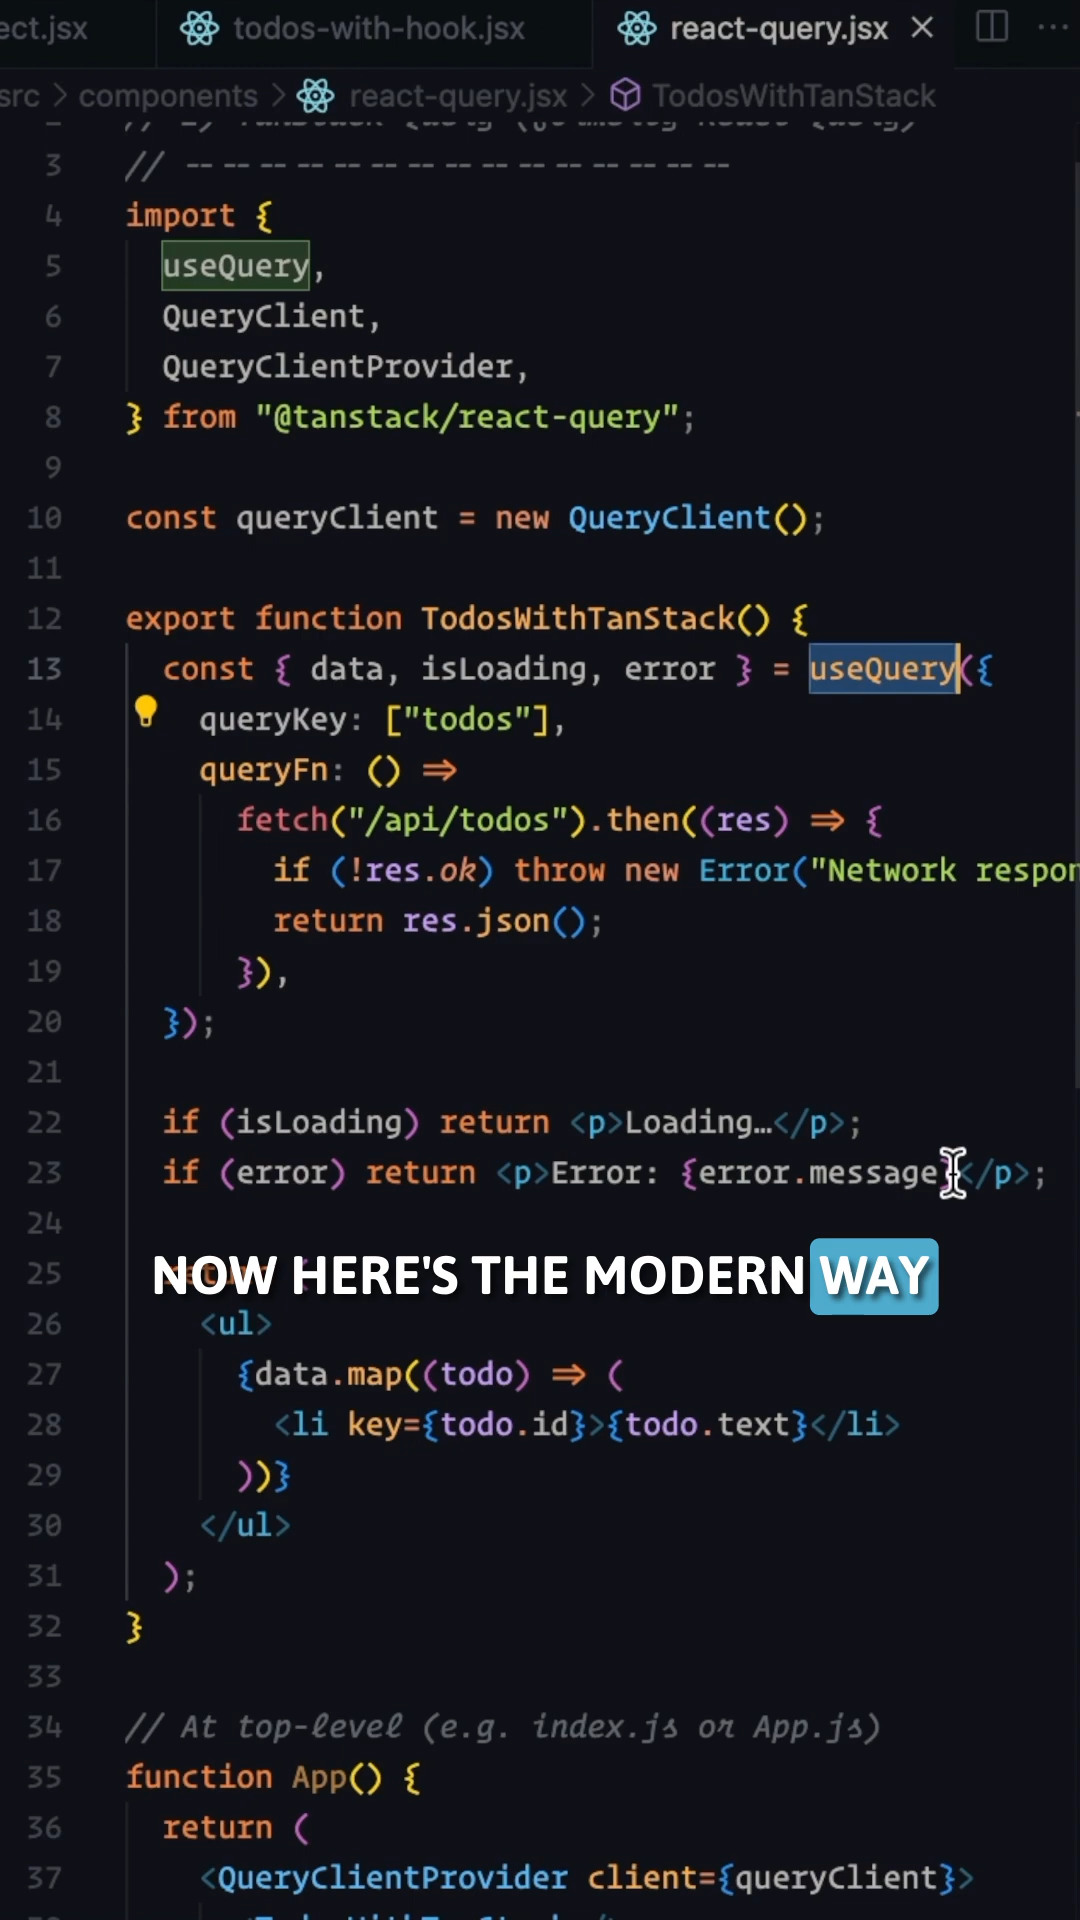 ect.jsx todos-with-hook.jsx react-query.jsx
src > components > react-query.jsx > TodosWithTanStack
3 // -- -- -- -- -- -- -- -- -- -- -- -- -- -- --
4 import {
5 useQuery,
6 QueryClient,
7 QueryClientProvider,
8 } from "@tanstack/react-query";
9
10 const queryClient = new QueryClient();
11
12 export function TodosWithTanStack() {
13 const { data, isLoading, error } = useQuery({
14 queryKey: ["todos"],
15 queryFn: () =>
16 fetch("/api/todos").then((res) => {
17 if (!res.ok) throw new Error("Network respon
18 return res.json();
19 }),
20 });
21
22 if (isLoading) return <p>Loading…</p>;
23 if (error) return <p>Error: {error.message}</p>;
24
25
NOW HERE'S THE MODERN WAY
26 <ul>
27 {data.map((todo) => (
28 <li key={todo.id}>{todo.text}</li>
29 ))}
30 </ul>
31 );
32 }
33
34 // At top-level (e.g. index.js or App.js)
35 function App() {
36 return (
37 <QueryClientProvider client={queryClient}>